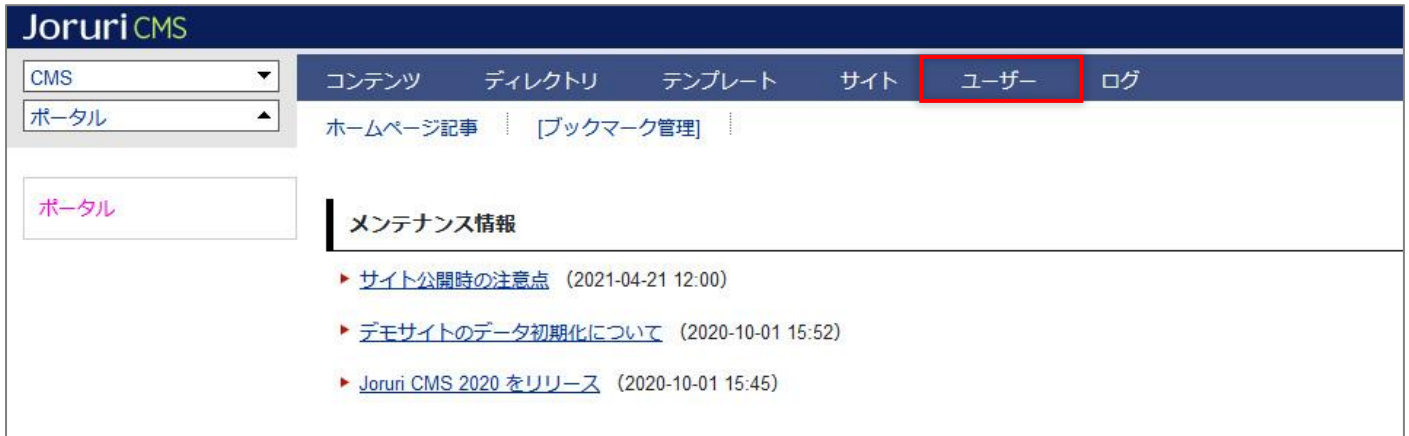 Joruri CMS
CMS
コンテンツ ディレクトリ テンプレート サイト ユーザー ログ
ポータル
ホームページ記事 [ブックマーク管理]
ポータル
メンテナンス情報
サイト公開時の注意点 （2021-04-21 12:00）
デモサイトのデータ初期化について （2020-10-01 15:52）
Joruri CMS 2020 をリリース （2020-10-01 15:45）